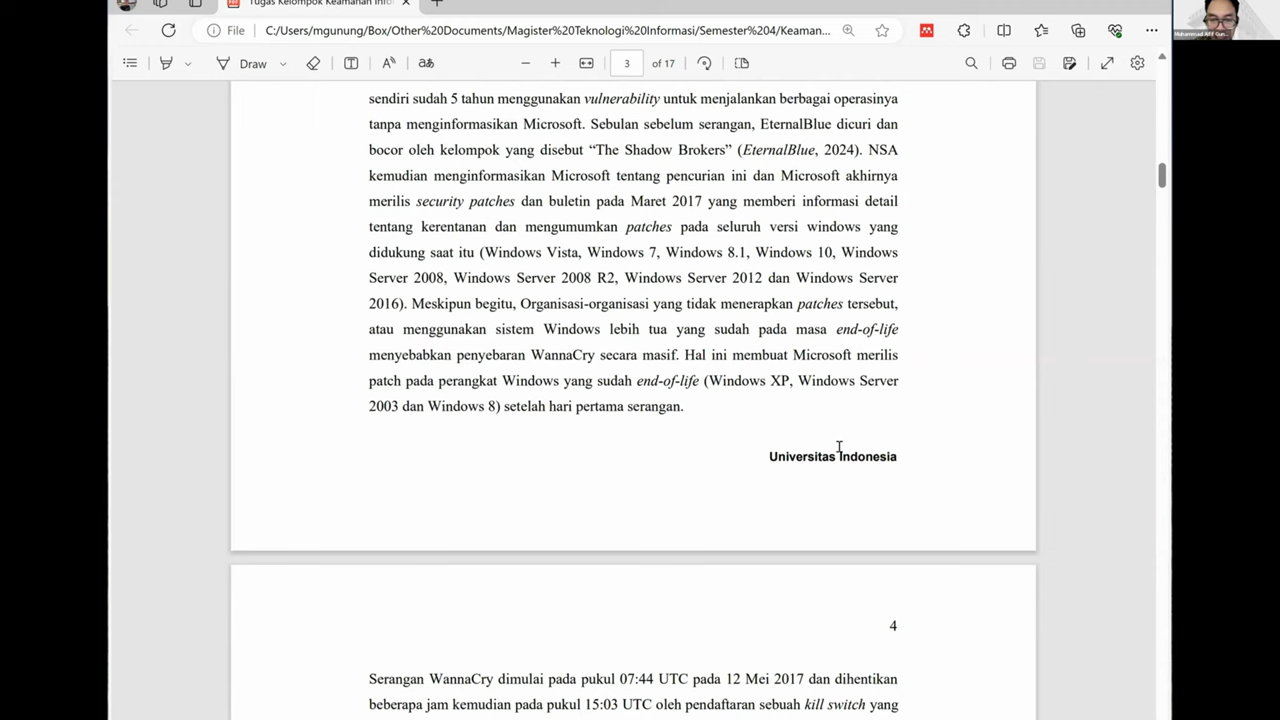 Tugas Kelompok Keamanan Info
File
C:/Users/mgunung/Box/Other%20Documents/Magister%20Teknologi%20Informasi/Semester%204/Keaman...
Draw
3 of 17
sendiri sudah 5 tahun menggunakan vulnerability untuk menjalankan berbagai operasinya
tanpa menginformasikan Microsoft. Sebulan sebelum serangan, EternalBlue dicuri dan
bocor oleh kelompok yang disebut “The Shadow Brokers” (EternalBlue, 2024). NSA
kemudian menginformasikan Microsoft tentang pencurian ini dan Microsoft akhirnya
merilis security patches dan buletin pada Maret 2017 yang memberi informasi detail
tentang kerentanan dan mengumumkan patches pada seluruh versi windows yang
didukung saat itu (Windows Vista, Windows 7, Windows 8.1, Windows 10, Windows
Server 2008, Windows Server 2008 R2, Windows Server 2012 dan Windows Server
2016). Meskipun begitu, Organisasi-organisasi yang tidak menerapkan patches tersebut,
atau menggunakan sistem Windows lebih tua yang sudah pada masa end-of-life
menyebabkan penyebaran WannaCry secara masif. Hal ini membuat Microsoft merilis
patch pada perangkat Windows yang sudah end-of-life (Windows XP, Windows Server
2003 dan Windows 8) setelah hari pertama serangan.
Universitas Indonesia
4
Serangan WannaCry dimulai pada pukul 07:44 UTC pada 12 Mei 2017 dan dihentikan
beberapa jam kemudian pada pukul 15:03 UTC oleh pendaftaran sebuah kill switch yang
Muhammad Afif Gun...